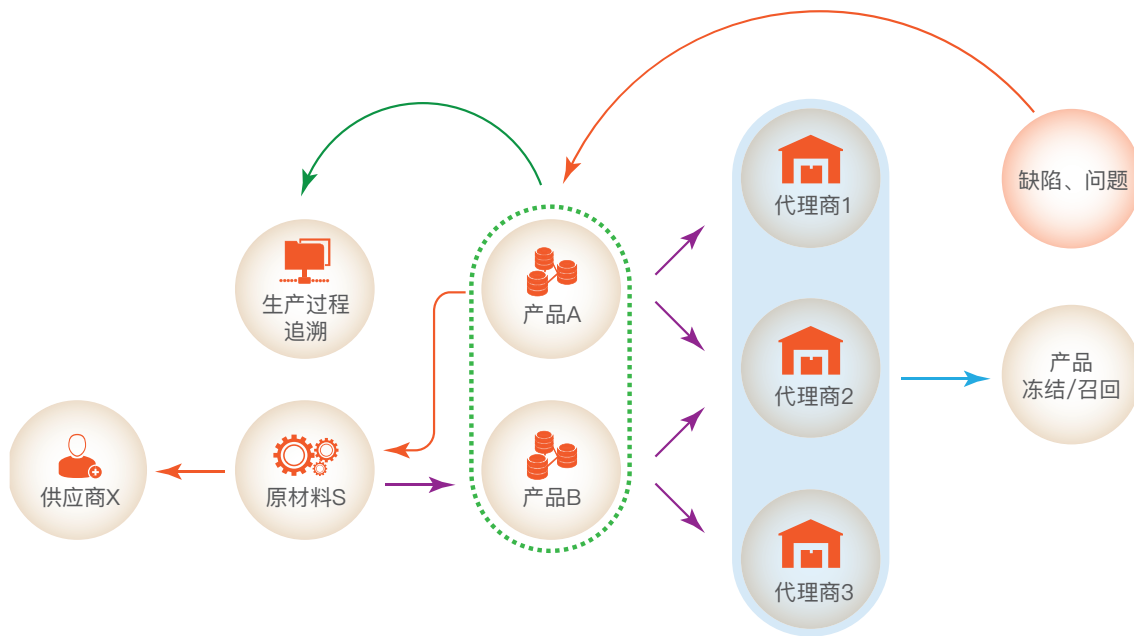 代理商1
缺陷、问题
生产过程
追溯
产品A
代理商2
产品
冻结/召回
供应商X
原材料S
产品B
代理商3